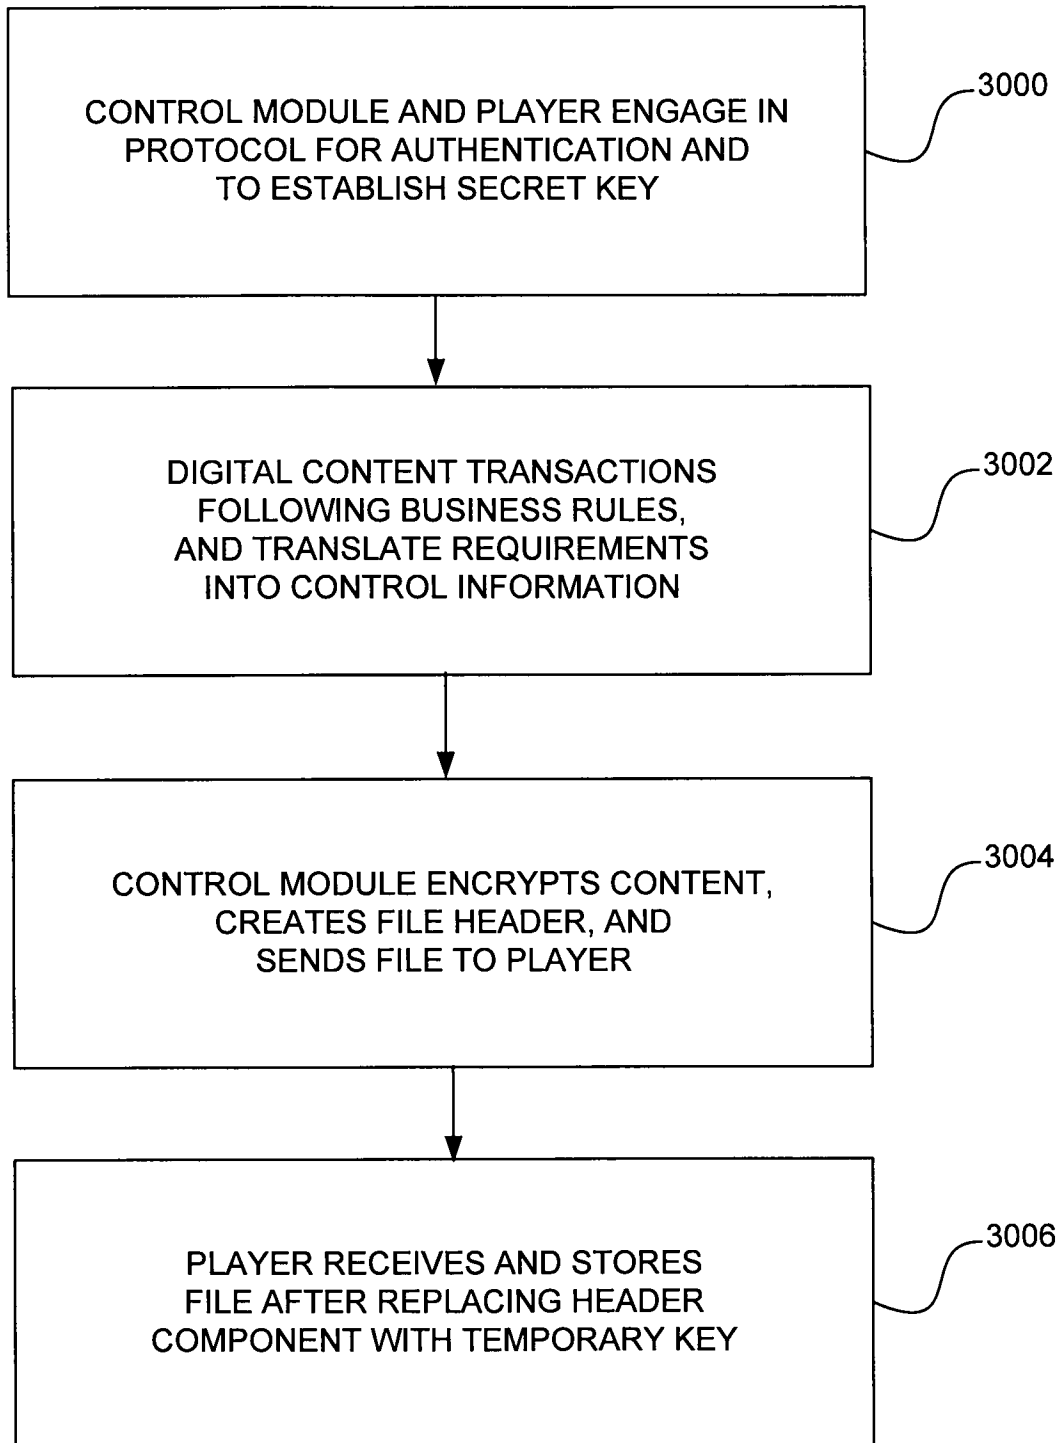 CONTROL MODULE AND PLAYER ENGAGE IN
PROTOCOL FOR AUTHENTICATION AND
TO ESTABLISH SECRET KEY
3000
DIGITAL CONTENT TRANSACTIONS
FOLLOWING BUSINESS RULES,
AND TRANSLATE REQUIREMENTS
INTO CONTROL INFORMATION
3002
CONTROL MODULE ENCRYPTS CONTENT,
CREATES FILE HEADER, AND
SENDS FILE TO PLAYER
3004
PLAYER RECEIVES AND STORES
FILE AFTER REPLACING HEADER
COMPONENT WITH TEMPORARY KEY
3006